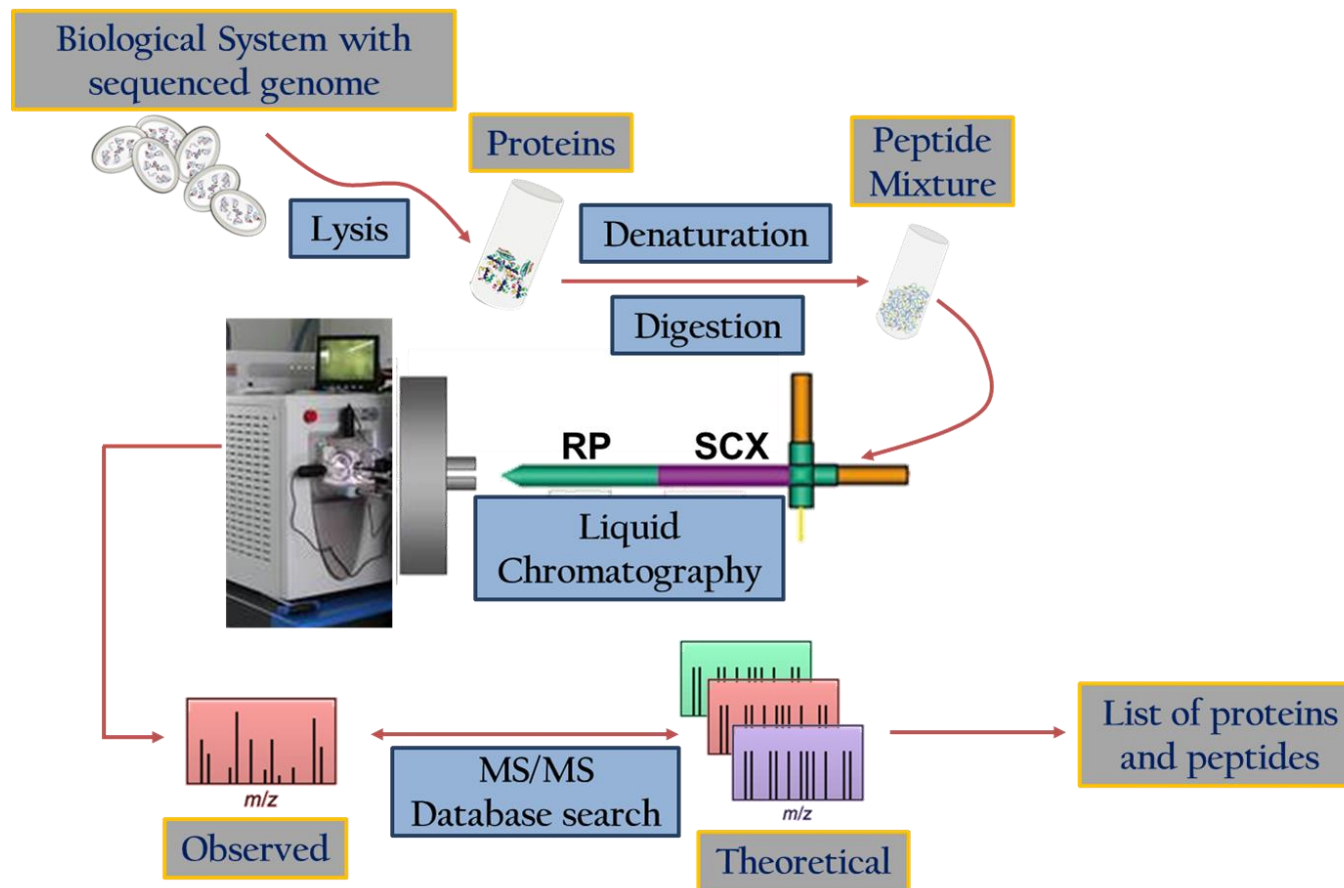 Biological System with
sequenced genome
Proteins
Peptide
Mixture
Lysis
Denaturation
Digestion
RP
SCX
Liquid
Chromatography
m/z
Observed
MS/MS
Database search
m/z
Theoretical
List of proteins
and peptides